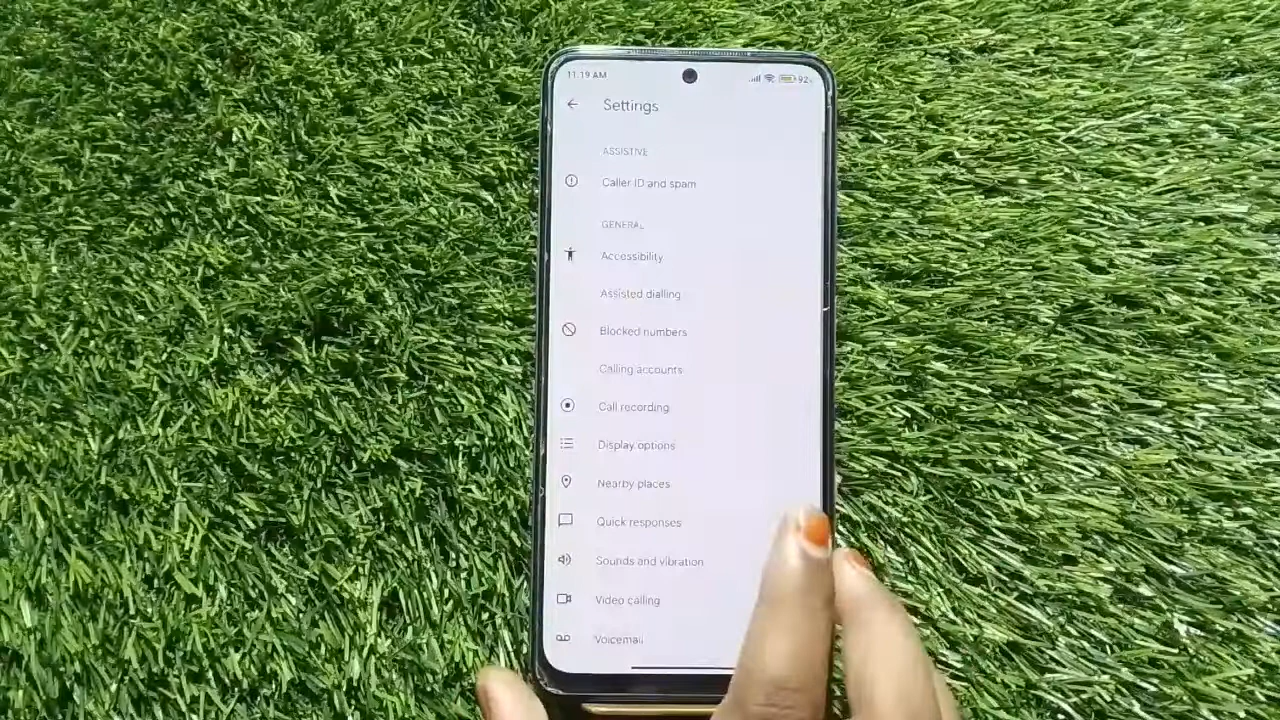 11:19 AM
92
Settings
ASSISTIVE
Caller ID and spam
GENERAL
Accessibility
Assisted dialling
Blocked numbers
Calling accounts
Call recording
Display options
Nearby places
Quick responses
Sounds and vibration
Video calling
Voicemail